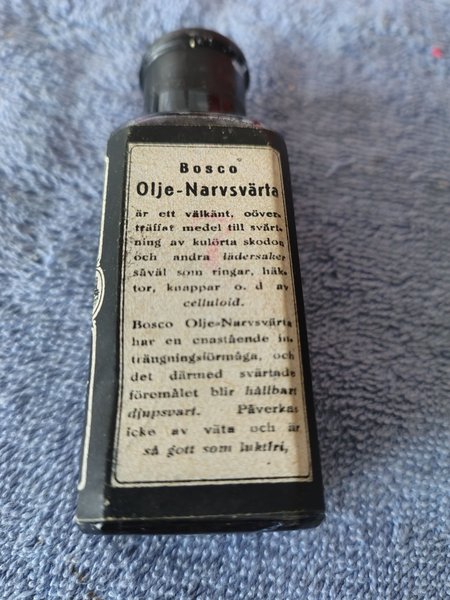 Bosco
Olje-Narvsvärta
är ett välkänt, oöver-
träffat medel till svärt-
ning av kulörta skodon
och andra lädersaker
såväl som ringar, häk-
tor, knappar o. d av
celluloid.
Bosco Olje-Narvsvärta
har en enastående in-
trängningsförmåga, och
det därmed svärtade
föremålet blir hållbart
djupsvart. Påverkas
icke av väta och är
så gott som luktfri,